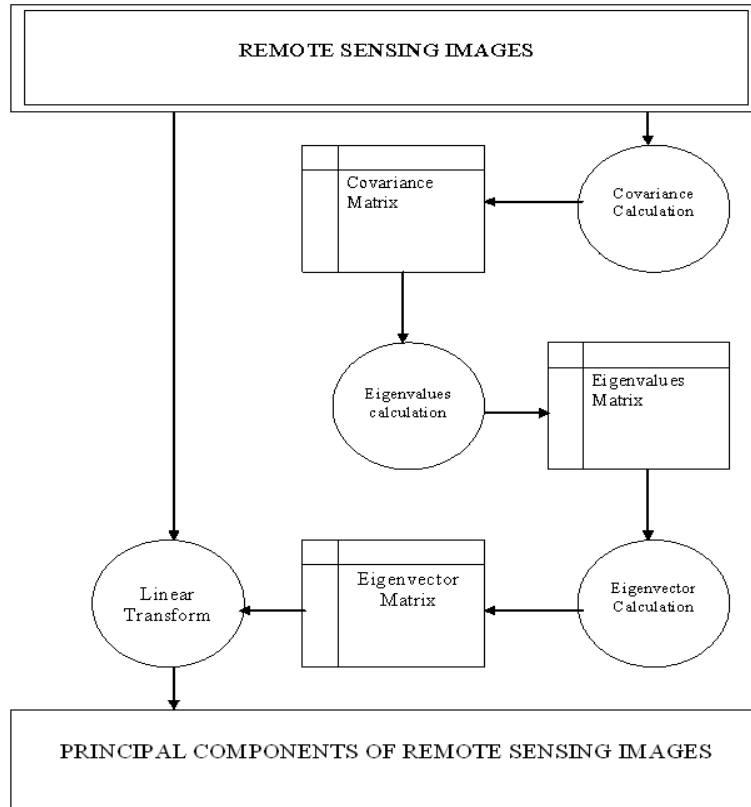 REMOTE SENSING IMAGES
Covariance
Matrix
Covariance
Calculation
Eigenvalues
calculation
Eigenvalues
Matrix
Linear
Transform
Eigenvector
Matrix
Eigenvector
Calculation
PRINCIPAL COMPONENTS OF REMOTE SENSING IMAGES